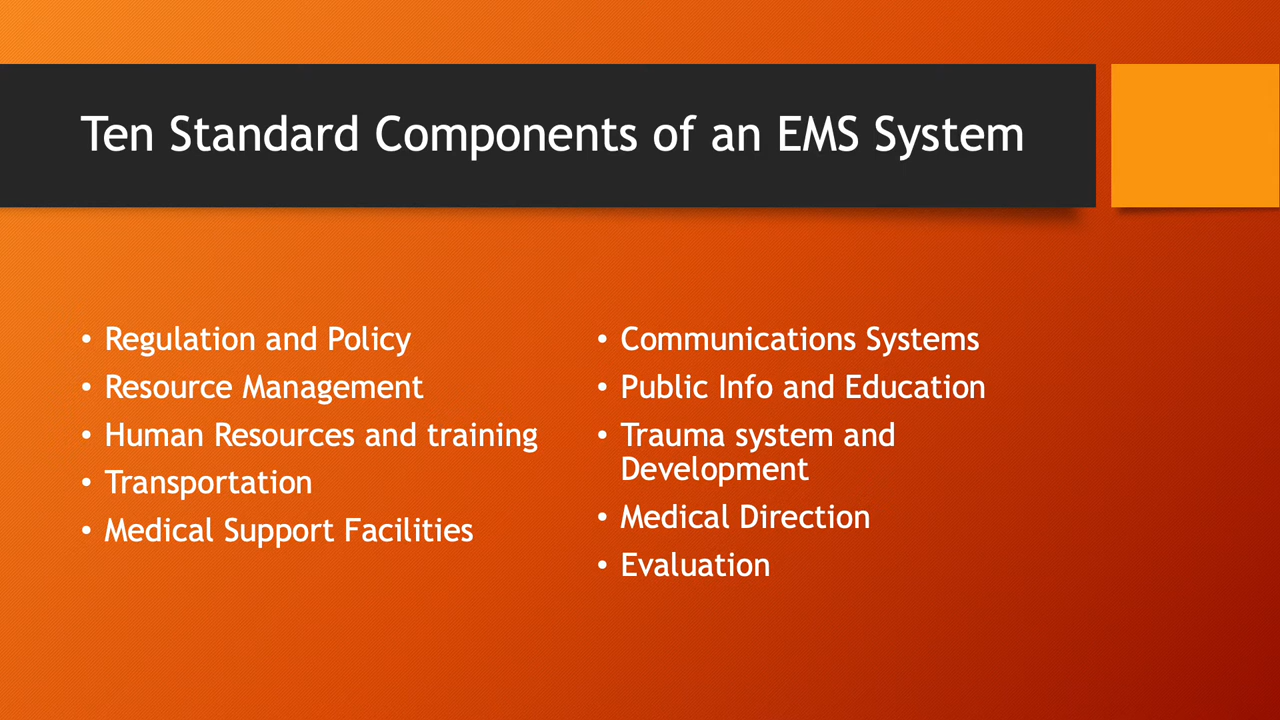 Ten Standard Components of an EMS System
• Regulation and Policy
• Resource Management
• Human Resources and training
• Transportation
• Medical Support Facilities
• Communications Systems
• Public Info and Education
• Trauma system and
Development
• Medical Direction
• Evaluation